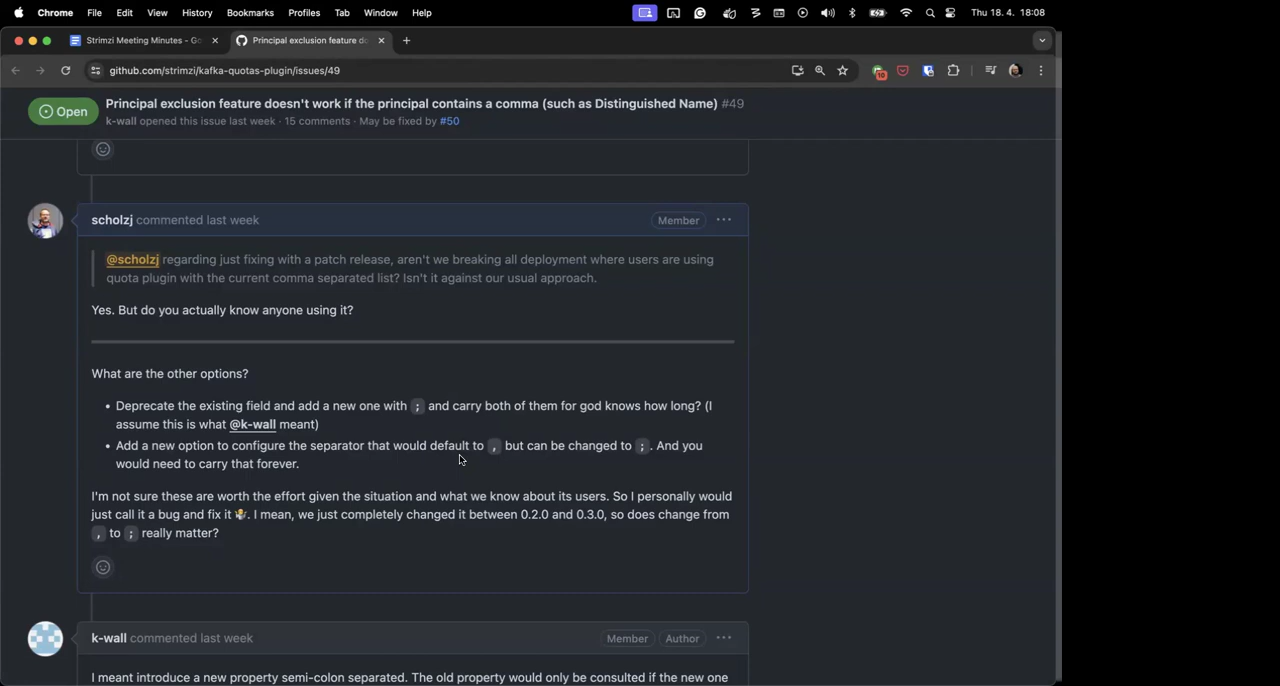 Chrome File Edit View History Bookmarks Profiles Tab Window Help Thu 18. 4. 18:08
Strimzi Meeting Minutes - Go
Principal exclusion feature do
github.com/strimzi/kafka-quotas-plugin/issues/49
10
Open
Principal exclusion feature doesn't work if the principal contains a comma (such as Distinguished Name) #49
k-wall opened this issue last week · 15 comments · May be fixed by #50
scholzj commented last week Member ···
@scholzj regarding just fixing with a patch release, aren't we breaking all deployment where users are using
quota plugin with the current comma separated list? Isn't it against our usual approach.
Yes. But do you actually know anyone using it?
What are the other options?
• Deprecate the existing field and add a new one with ; and carry both of them for god knows how long? (I
assume this is what @k-wall meant)
• Add a new option to configure the separator that would default to , but can be changed to ; . And you
would need to carry that forever.
I'm not sure these are worth the effort given the situation and what we know about its users. So I personally would
just call it a bug and fix it 🤷. I mean, we just completely changed it between 0.2.0 and 0.3.0, so does change from
, to ; really matter?
k-wall commented last week Member Author ···
I meant introduce a new property semi-colon separated. The old property would only be consulted if the new one